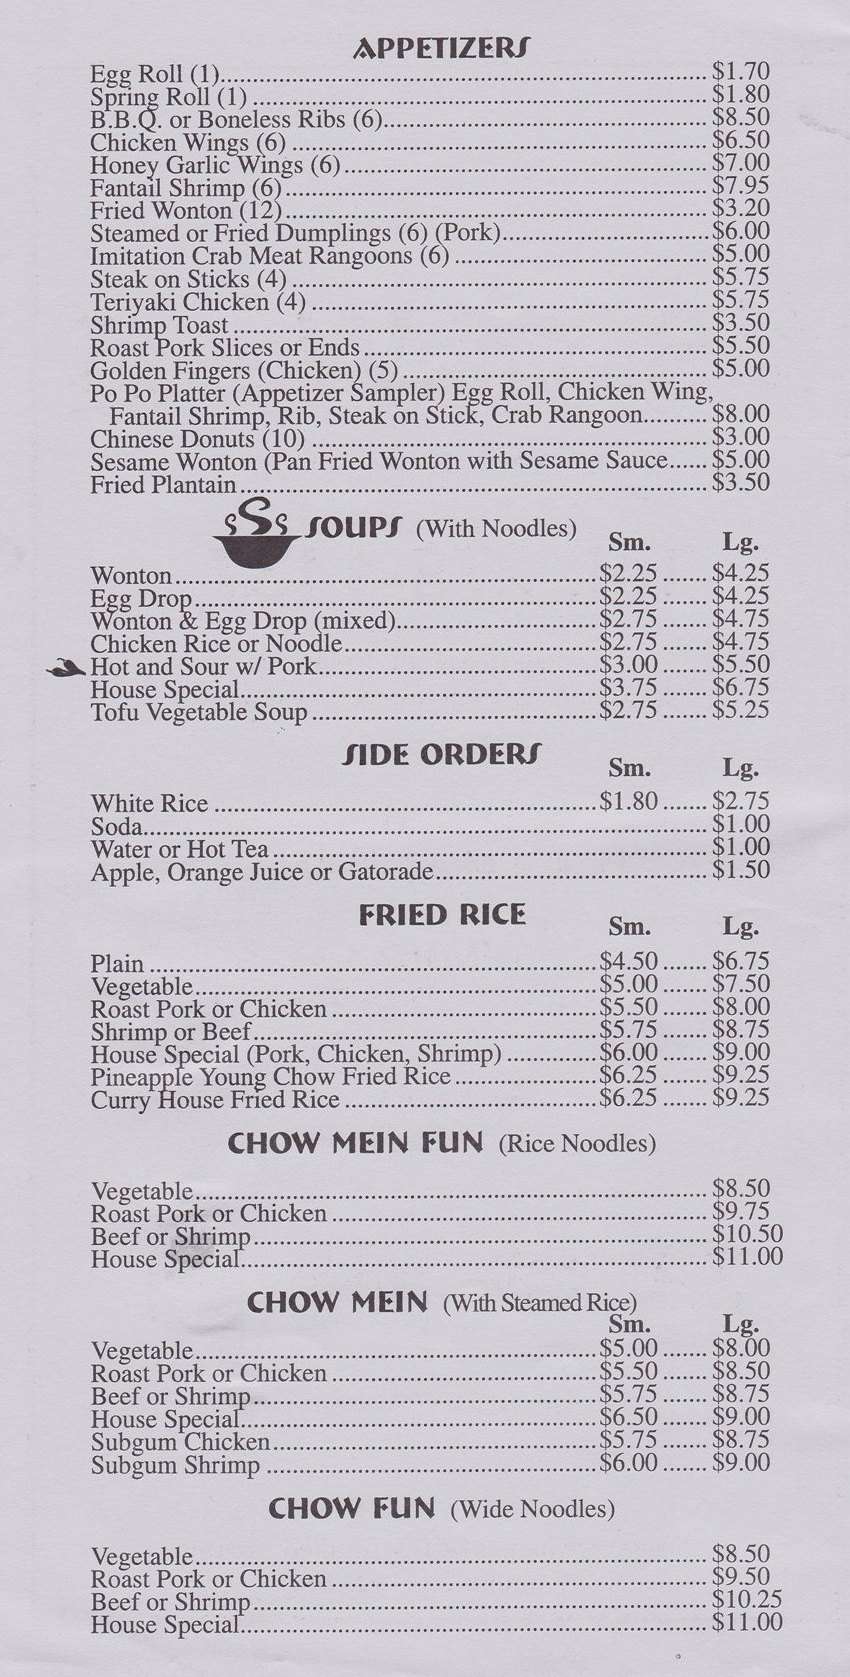 APPETIZERS
Egg Roll (1)........ $1.70
Spring Roll (1) ........ $1.80
B.B.Q. or Boneless Ribs (6)........ $8.50
Chicken Wings (6) ........ $6.50
Honey Garlic Wings (6) ........ $7.00
Fantail Shrimp (6) ........ $7.95
Fried Wonton (12) ........ $3.20
Steamed or Fried Dumplings (6) (Pork)........ $6.00
Imitation Crab Meat Rangoons (6) ........ $5.00
Steak on Sticks (4) ........ $5.75
Teriyaki Chicken (4) ........ $5.75
Shrimp Toast ........ $3.50
Roast Pork Slices or Ends ........ $5.50
Golden Fingers (Chicken) (5) ........ $5.00
Po Po Platter (Appetizer Sampler) Egg Roll, Chicken Wing,
Fantail Shrimp, Rib, Steak on Stick, Crab Rangoon........ $8.00
Chinese Donuts (10) ........ $3.00
Sesame Wonton (Pan Fried Wonton with Sesame Sauce...... $5.00
Fried Plantain ........ $3.50
SOUPS (With Noodles)
Sm. Lg.
Wonton ........ $2.25 ....... $4.25
Egg Drop........ $2.25 ....... $4.25
Wonton & Egg Drop (mixed)........ $2.75 ....... $4.75
Chicken Rice or Noodle........ $2.75 ....... $4.75
Hot and Sour w/ Pork........ $3.00 ....... $5.50
House Special........ $3.75 ....... $6.75
Tofu Vegetable Soup ........ $2.75 ....... $5.25
SIDE ORDERS
Sm. Lg.
White Rice ........ $1.80 ....... $2.75
Soda........ $1.00
Water or Hot Tea ........ $1.00
Apple, Orange Juice or Gatorade........ $1.50
FRIED RICE
Sm. Lg.
Plain ........ $4.50 ....... $6.75
Vegetable........ $5.00 ....... $7.50
Roast Pork or Chicken ........ $5.50 ....... $8.00
Shrimp or Beef........ $5.75 ....... $8.75
House Special (Pork, Chicken, Shrimp) ........ $6.00 ....... $9.00
Pineapple Young Chow Fried Rice ........ $6.25 ....... $9.25
Curry House Fried Rice ........ $6.25 ....... $9.25
CHOW MEIN FUN (Rice Noodles)
Vegetable........ $8.50
Roast Pork or Chicken ........ $9.75
Beef or Shrimp........ $10.50
House Special........ $11.00
CHOW MEIN (With Steamed Rice)
Sm. Lg.
Vegetable........ $5.00 ....... $8.00
Roast Pork or Chicken ........ $5.50 ....... $8.50
Beef or Shrimp........ $5.75 ....... $8.75
House Special........ $6.50 ....... $9.00
Subgum Chicken........ $5.75 ....... $8.75
Subgum Shrimp ........ $6.00 ....... $9.00
CHOW FUN (Wide Noodles)
Vegetable........ $8.50
Roast Pork or Chicken ........ $9.50
Beef or Shrimp........ $10.25
House Special........ $11.00